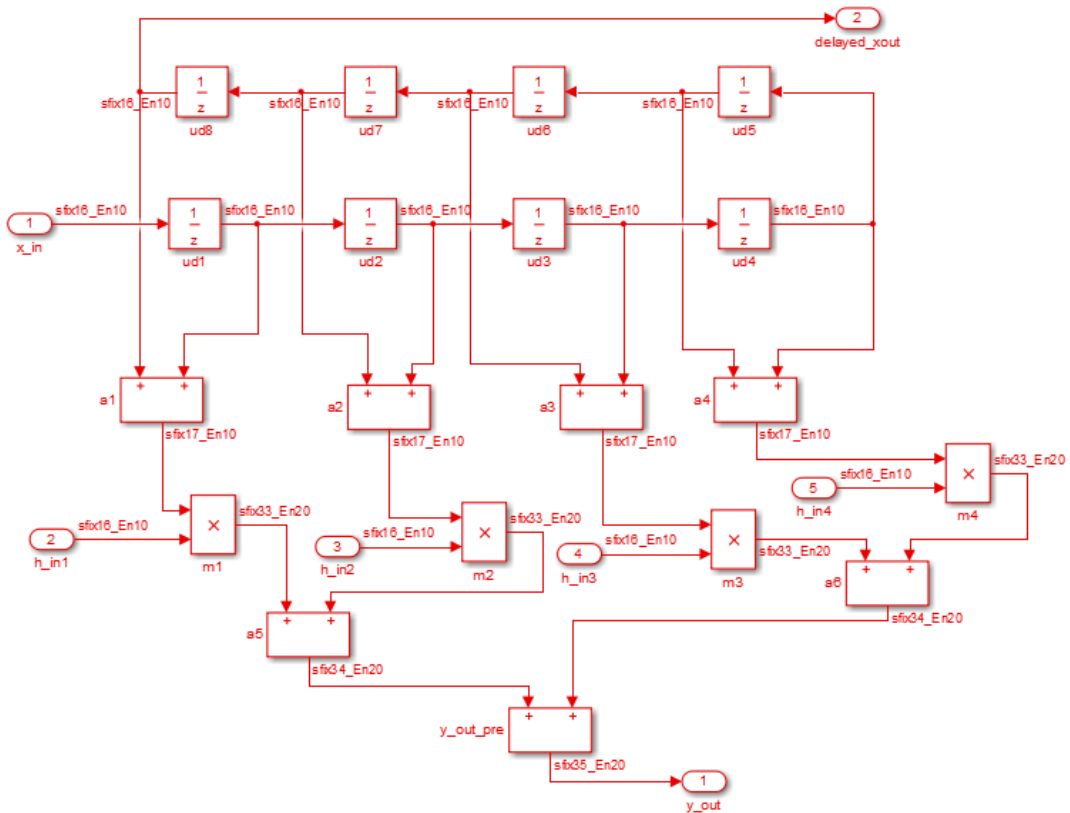 2
delayed_xout
1
z
ud8
sfix16_En10
1
z
ud7
sfix16_En10
1
z
ud6
sfix16_En10
1
z
ud5
sfix16_En10
1
x_in
sfix16_En10
1
z
ud1
sfix16_En10
1
z
ud2
sfix16_En10
1
z
ud3
sfix16_En10
1
z
ud4
sfix16_En10
a1
+ +
sfix17_En10
a2
+ +
sfix17_En10
a3
+ +
sfix17_En10
a4
+ +
sfix17_En10
5
h_in4
sfix16_En10
×
m4
sfix33_En20
2
h_in1
sfix16_En10
×
m1
sfix33_En20
3
h_in2
sfix16_En10
×
m2
sfix33_En20
4
h_in3
sfix16_En10
×
m3
sfix33_En20
a5
+ +
sfix34_En20
a6
+ +
sfix34_En20
y_out_pre
+ +
sfix35_En20
1
y_out